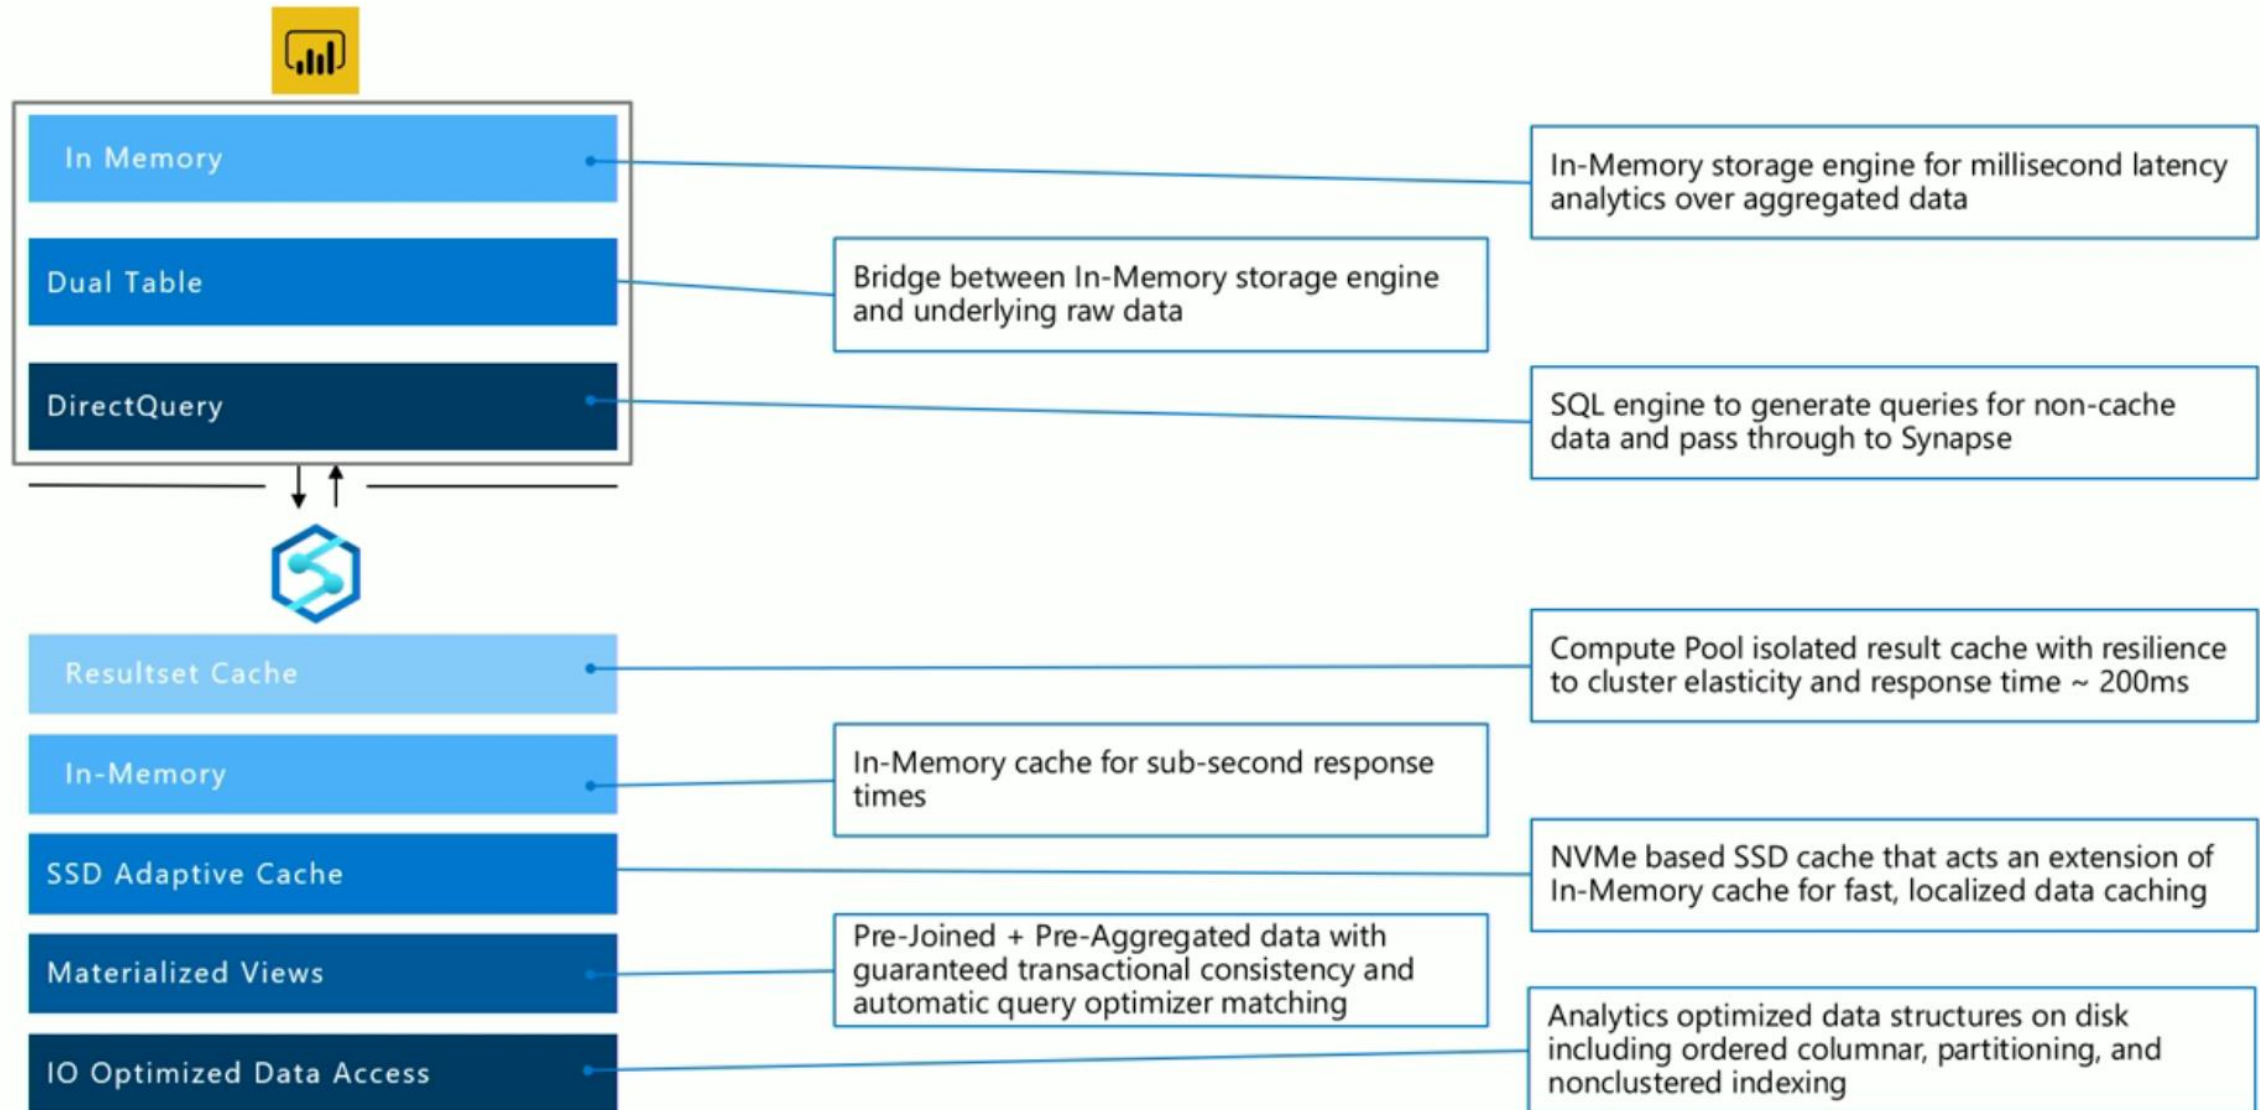 In Memory
In-Memory storage engine for millisecond latency
analytics over aggregated data
Dual Table
Bridge between In-Memory storage engine
and underlying raw data
DirectQuery
SQL engine to generate queries for non-cache
data and pass through to Synapse
Resultset Cache
Compute Pool isolated result cache with resilience
to cluster elasticity and response time ~ 200ms
In-Memory
In-Memory cache for sub-second response
times
SSD Adaptive Cache
NVMe based SSD cache that acts an extension of
In-Memory cache for fast, localized data caching
Materialized Views
Pre-Joined + Pre-Aggregated data with
guaranteed transactional consistency and
automatic query optimizer matching
IO Optimized Data Access
Analytics optimized data structures on disk
including ordered columnar, partitioning, and
nonclustered indexing